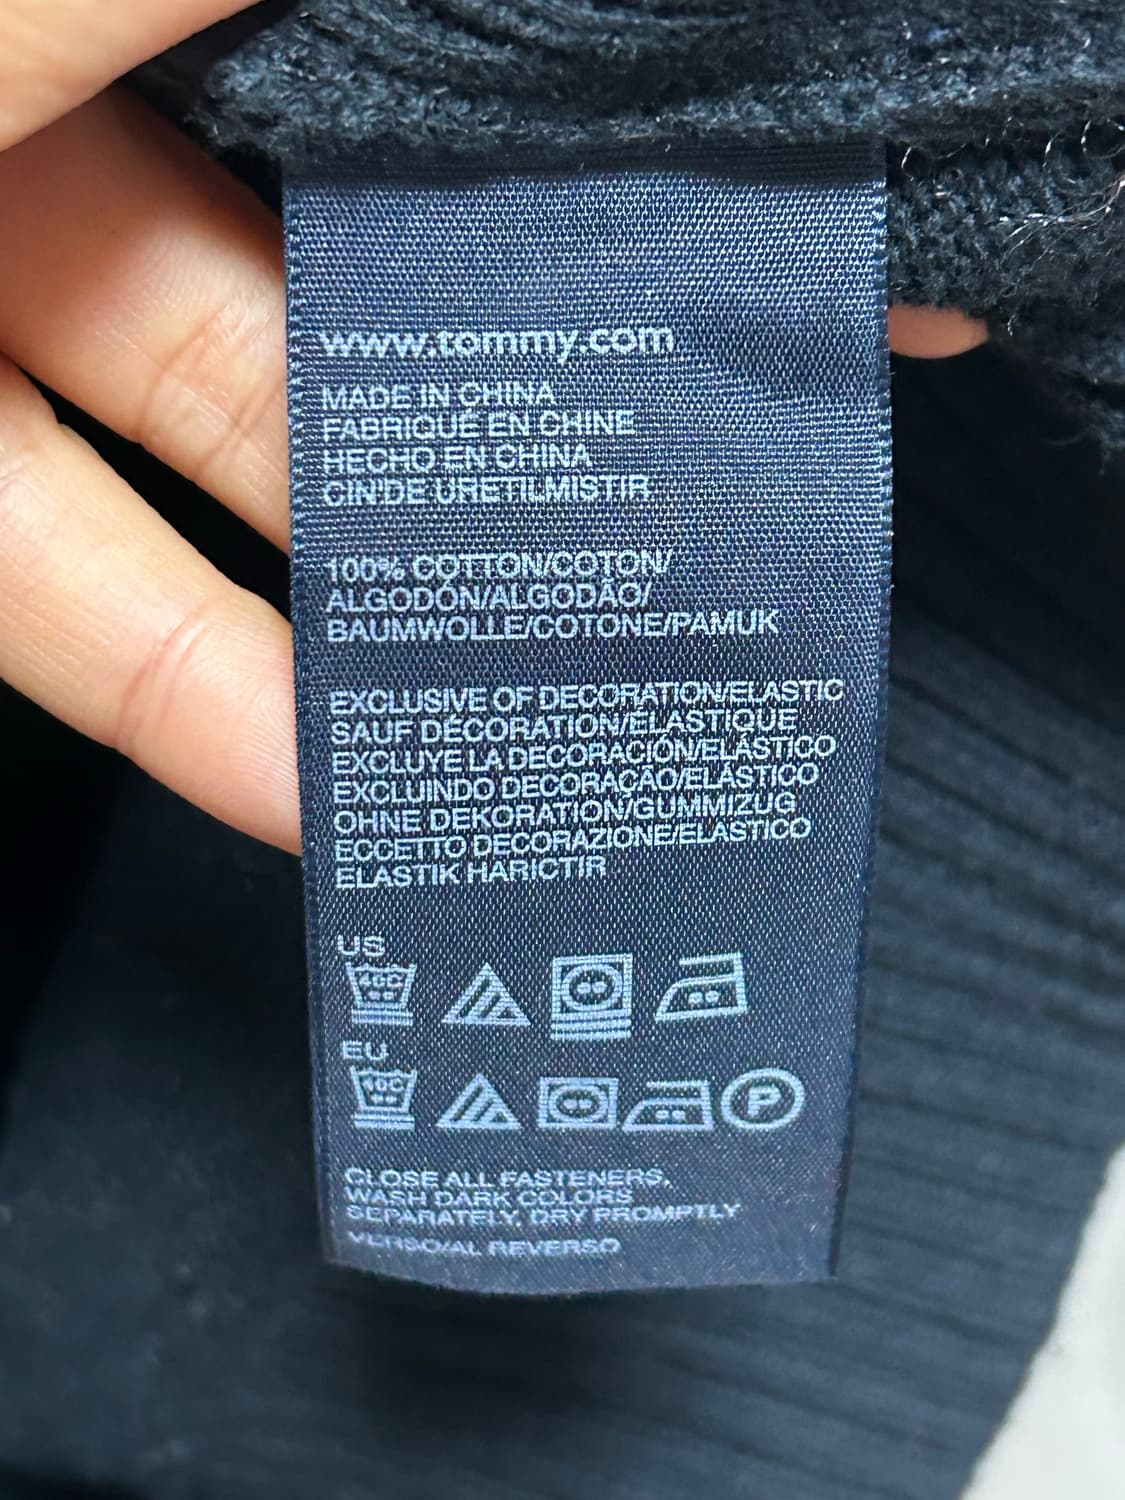 www.tommy.com
MADE IN CHINA
FABRIQUÉ EN CHINE
HECHO EN CHINA
CIN'DE URETILMISTIR
100% COTTON/COTON/
ALGODÓN/ALGODÃO/
BAUMWOLLE/COTONE/PAMUK
EXCLUSIVE OF DECORATION/ELASTIC
SAUF DÉCORATION/ÉLASTIQUE
EXCLUYE LA DECORACIÓN/ELÁSTICO
EXCLUINDO DECORAÇÃO/ELÁSTICO
OHNE DEKORATION/GUMMIZUG
ECCETTO DECORAZIONE/ELASTICO
ELASTIK HARICTIR
US
40C
EU
40C
P
CLOSE ALL FASTENERS,
WASH DARK COLORS
SEPARATELY, DRY PROMPTLY
VERSO/AL REVERSO